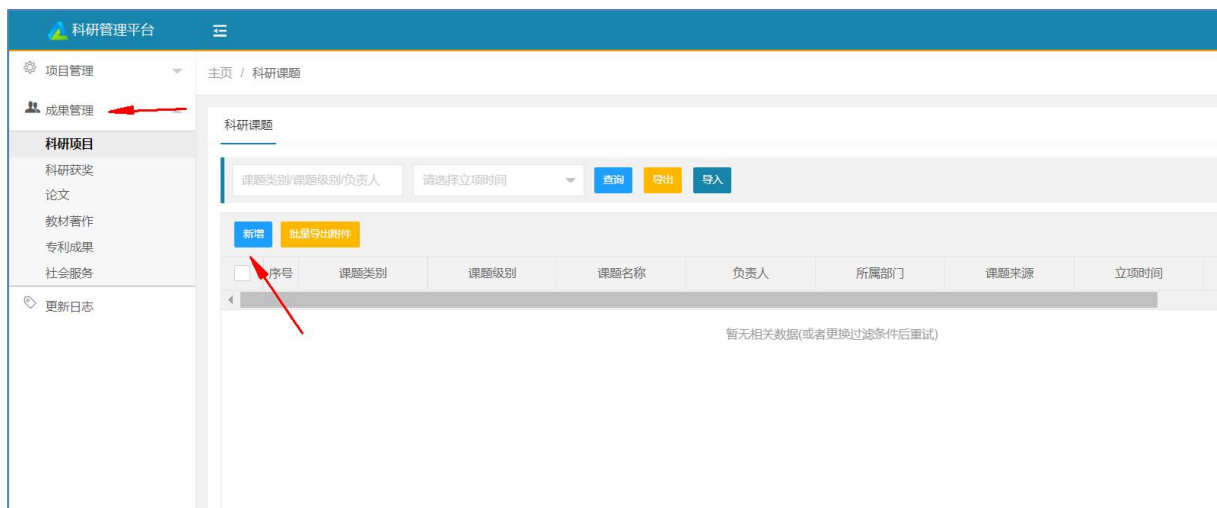 科研管理平台
项目管理
主页 / 科研课题
成果管理
科研课题
科研项目
科研获奖
课题类别/课题级别/负责人 请选择立项时间 查询 导出 导入
论文
教材著作
新增 批量导出附件
专利成果
社会服务
序号 课题类别 课题级别 课题名称 负责人 所属部门 课题来源 立项时间
更新日志
暂无相关数据(或者更换过滤条件后重试)